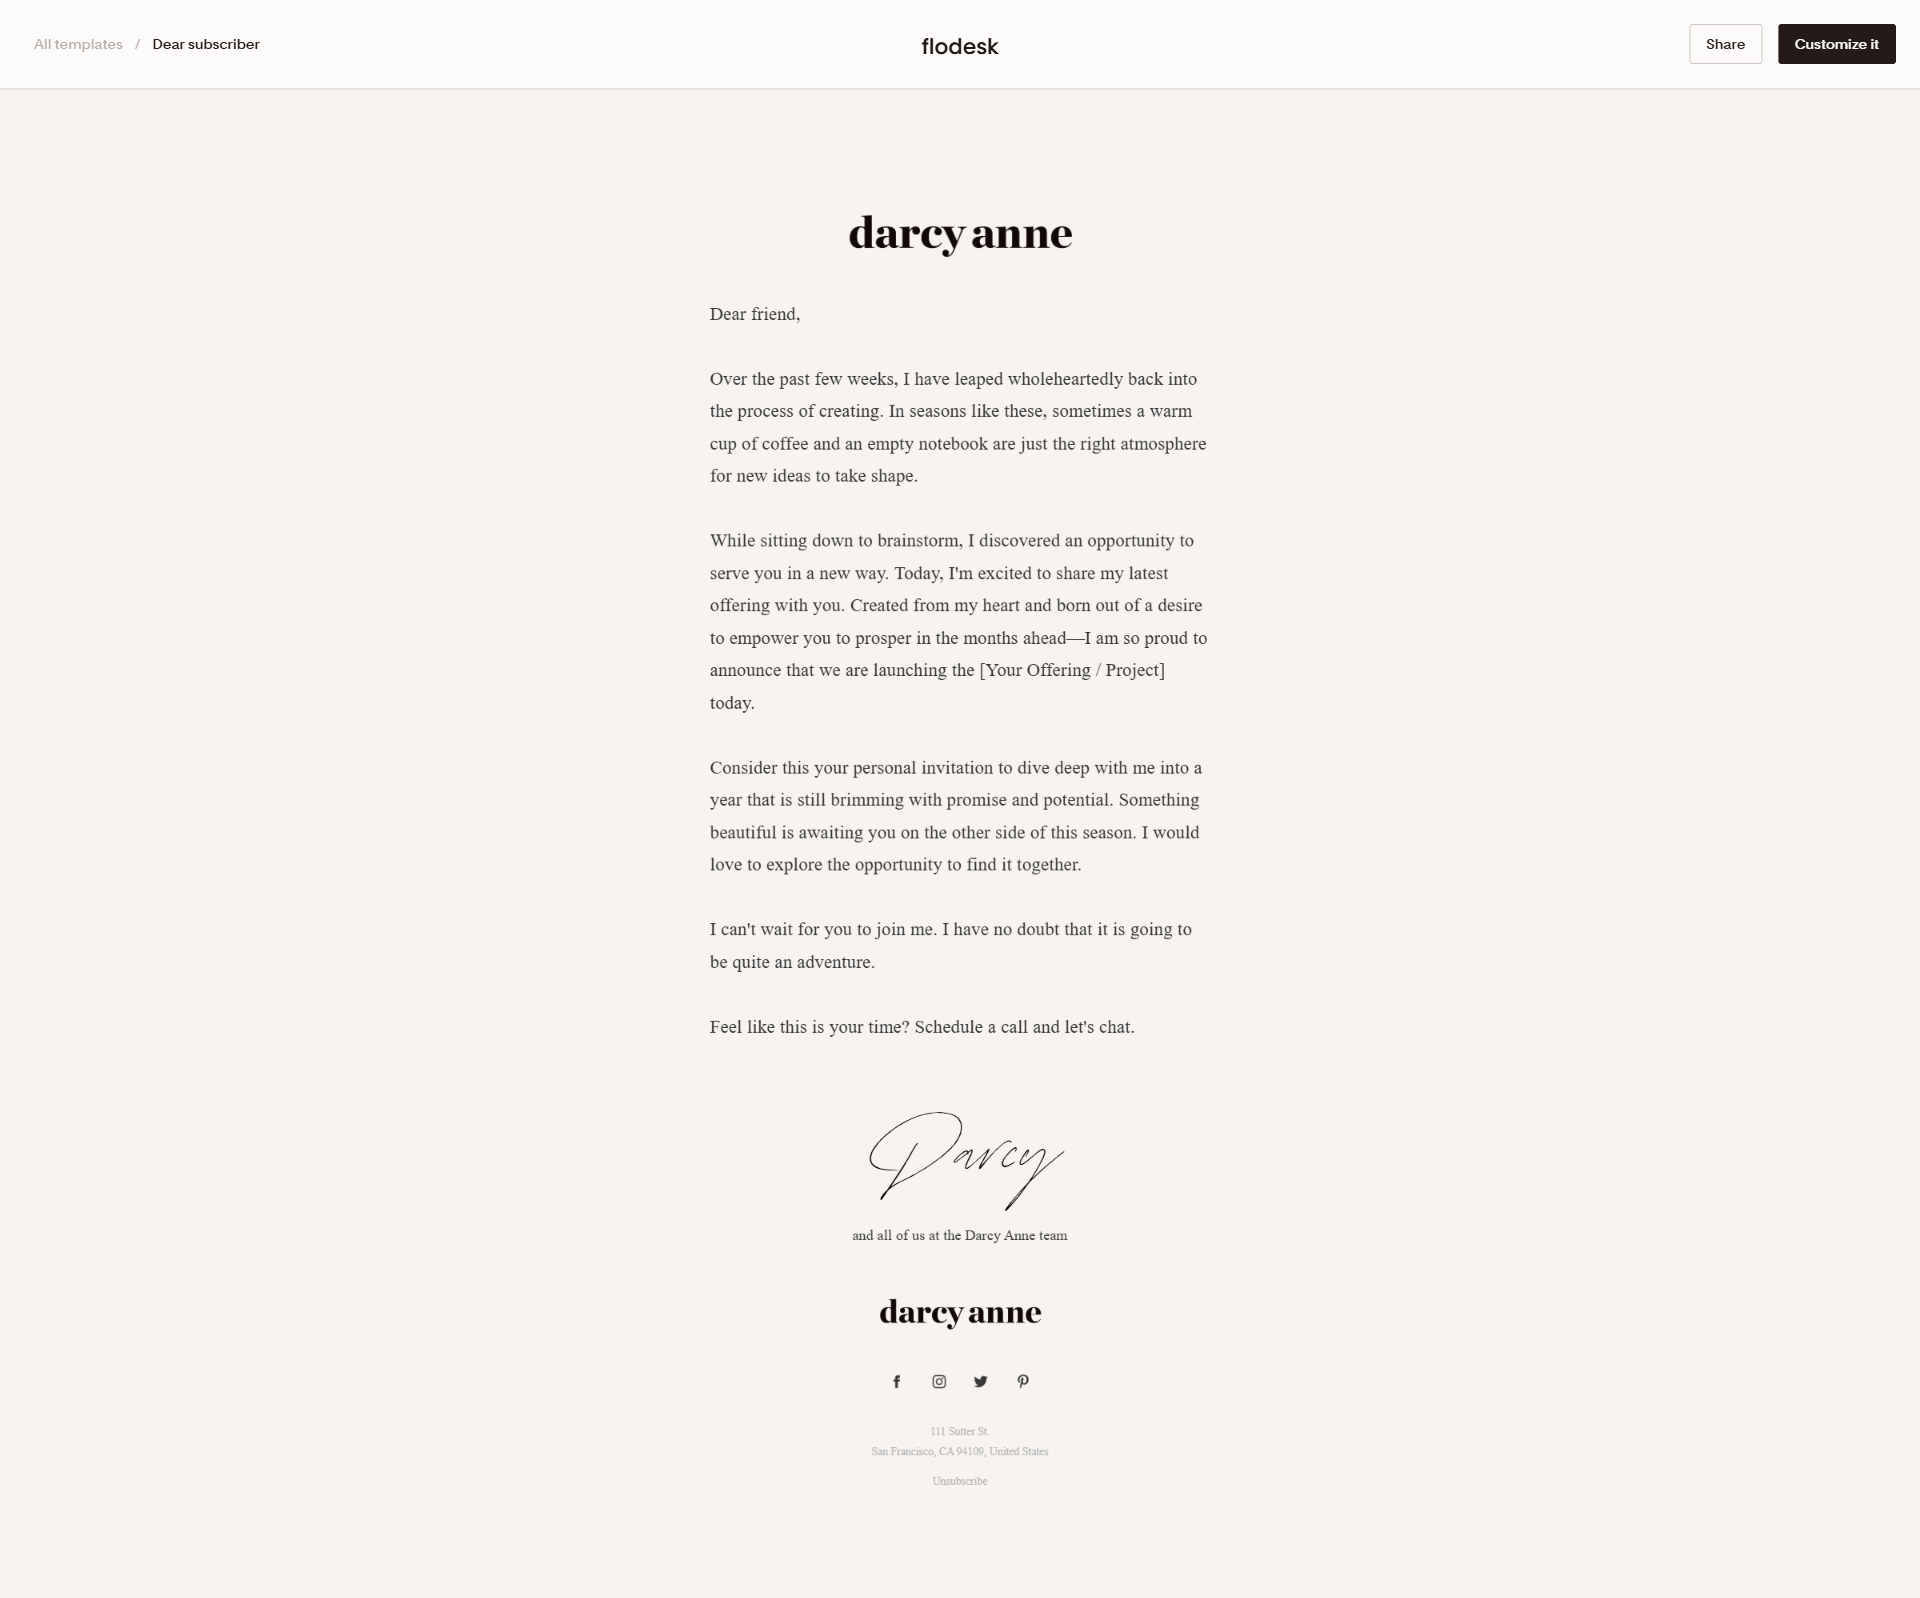 All templates / Dear subscriber
flodesk
Share
Customize it
darcy anne
Dear friend,
Over the past few weeks, I have leaped wholeheartedly back into
the process of creating. In seasons like these, sometimes a warm
cup of coffee and an empty notebook are just the right atmosphere
for new ideas to take shape.
While sitting down to brainstorm, I discovered an opportunity to
serve you in a new way. Today, I'm excited to share my latest
offering with you. Created from my heart and born out of a desire
to empower you to prosper in the months ahead—I am so proud to
announce that we are launching the [Your Offering / Project]
today.
Consider this your personal invitation to dive deep with me into a
year that is still brimming with promise and potential. Something
beautiful is awaiting you on the other side of this season. I would
love to explore the opportunity to find it together.
I can't wait for you to join me. I have no doubt that it is going to
be quite an adventure.
Feel like this is your time? Schedule a call and let's chat.
Darcy
and all of us at the Darcy Anne team
darcy anne
111 Sutter St.
San Francisco, CA 94109, United States
Unsubscribe